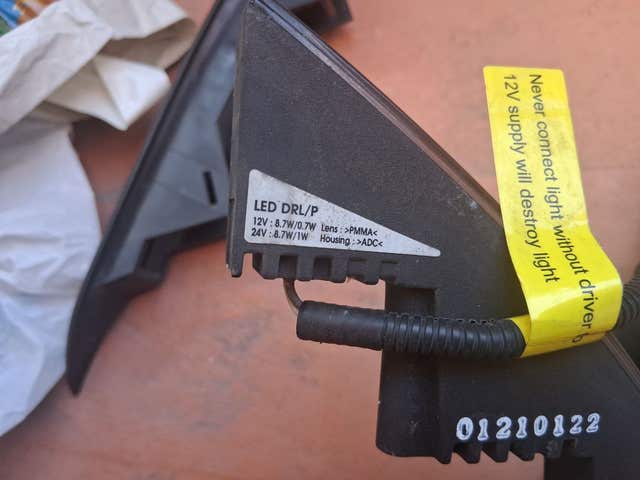 LED DRL/P
12V : 8.7W/0.7W Lens : >PMMA<
24V : 8.7W/1W Housing : >ADC<
Never connect light without driver
12V supply will destroy light
01210122